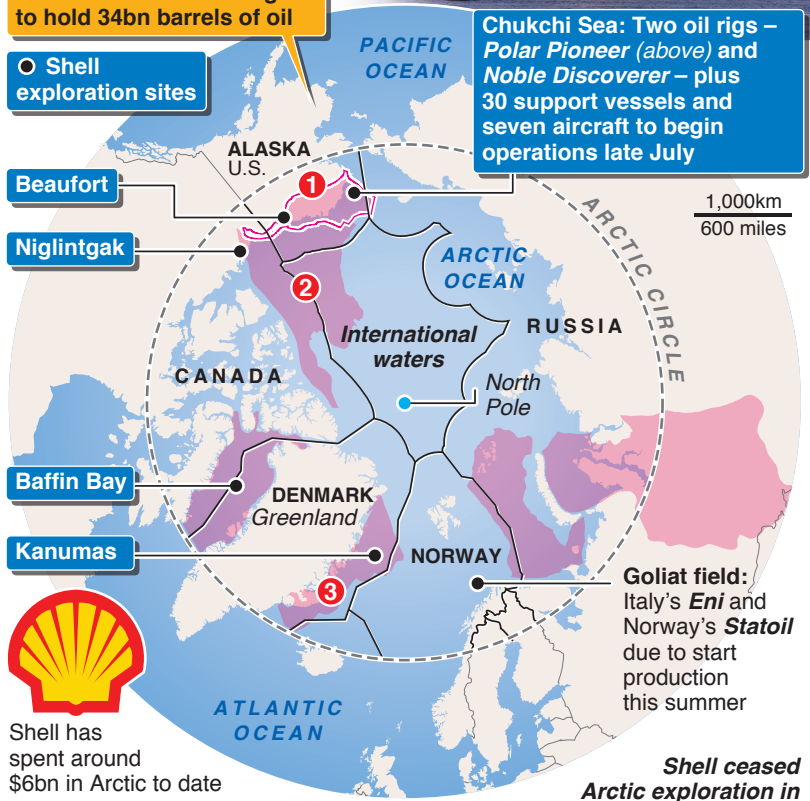 to hold 34bn barrels of oil
Shell
exploration sites
Chukchi Sea: Two oil rigs –
Polar Pioneer (above) and
Noble Discoverer – plus
30 support vessels and
seven aircraft to begin
operations late July
PACIFIC
OCEAN
ALASKA
U.S.
1
Beaufort
Niglintgak
1,000km
600 miles
ARCTIC CIRCLE
ARCTIC
OCEAN
2
International
waters
RUSSIA
CANADA
North
Pole
Baffin Bay
DENMARK
Greenland
Kanumas
NORWAY
3
Goliat field:
Italy's Eni and
Norway's Statoil
due to start
production
this summer
ATLANTIC
OCEAN
Shell has
spent around
$6bn in Arctic to date
Shell ceased
Arctic exploration in